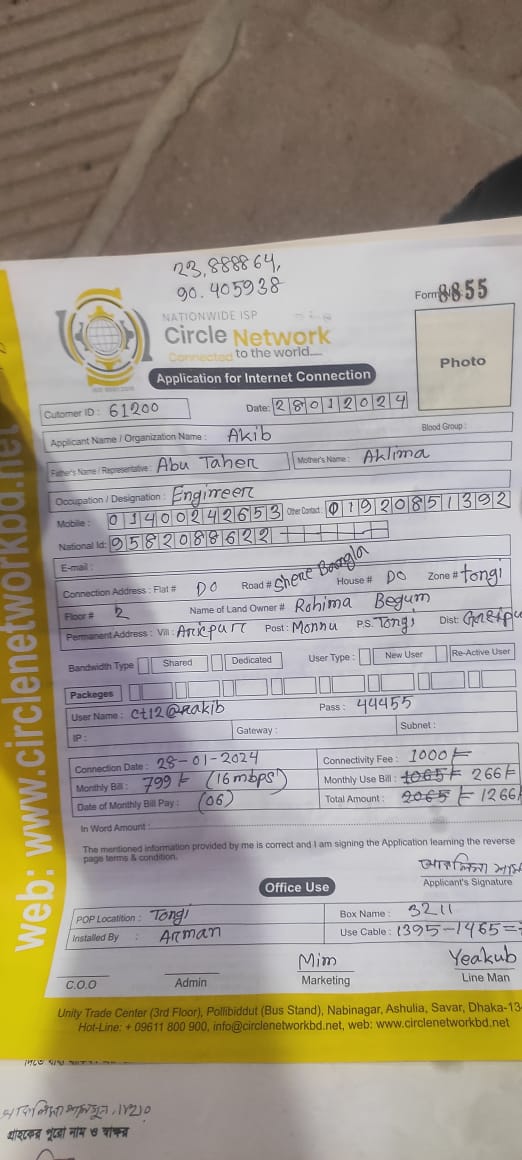 23.888864,
90.405938
Form 8855
NATIONWIDE ISP
Circle Network
Connected to the world....
Photo
Application for Internet Connection
Cutomer ID : 61200 Date: 28012024
Applicant Name / Organization Name : Akib Blood Group :
Father's Name / Representative : Abu Taher Mother's Name : Aklima
Occupation / Designation : Engineer
Mobile : 01400242653 Other Contact : 01920851392
National Id: 9582088622
E-mail :
Connection Address : Flat # DO Road # Shere Bangla House # DO Zone # Tongi
Floor # 2 Name of Land Owner # Rahima Begum
Permanent Address : Vill : Post : Monnu P.S. Tongi Dist:
Bandwidth Type Shared Dedicated User Type : New User Re-Active User
Packeges
User Name : Pass : 44455
IP : Gateway : Subnet :
Connection Date : 28-01-2024 Connectivity Fee : 1000/-
Monthly Bill : 799/- (16mbps) Monthly Use Bill : 1065/- 266/-
Date of Monthly Bill Pay : (06) Total Amount : 2065/- 1266/-
In Word Amount :
The mentioned information provided by me is correct and I am signing the Application learning the reverse
page terms & condition.
Applicant's Signature
Office Use
POP Locatition : Tongi Box Name : 3211
Installed By : Arman Use Cable : 1395-1465=
Mim Yeakub
C.O.O Admin Marketing Line Man
Unity Trade Center (3rd Floor), Pollibiddut (Bus Stand), Nabinagar, Ashulia, Savar, Dhaka-13
Hot-Line: + 09611 800 900, info@circlenetworkbd.net, web: www.circlenetworkbd.net
web: www.circlenetworkbd.net
গ্রাহকের পুরো নাম ও স্বাক্ষর